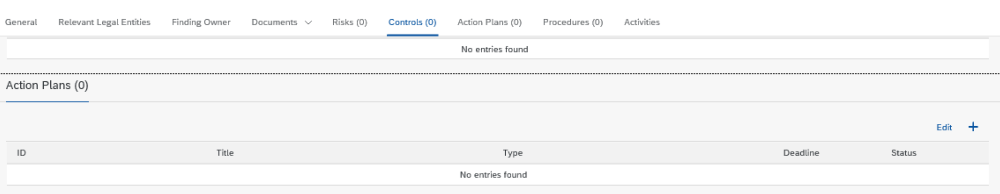 General Relevant Legal Entities Finding Owner Documents Risks (0) Controls (0) Action Plans (0) Procedures (0) Activities
No entries found
Action Plans (0)
Edit +
ID Title Type Deadline Status
No entries found